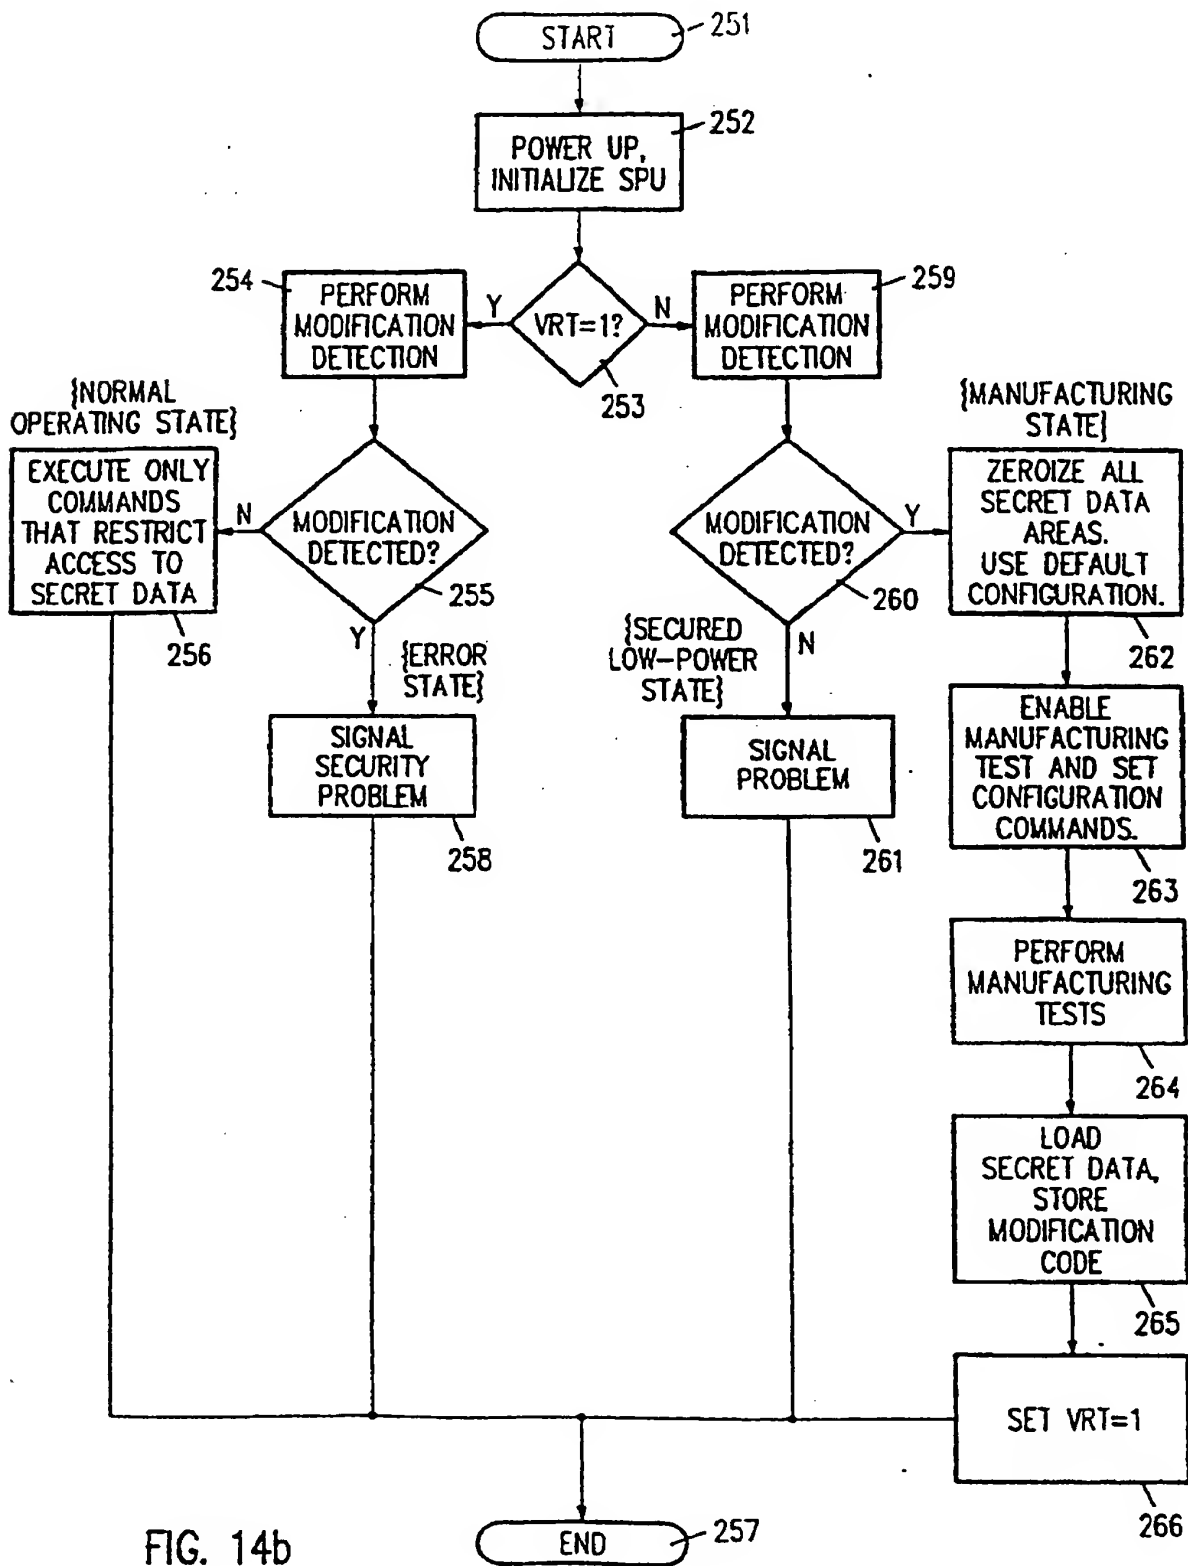 START
251
POWER UP,
INITIALIZE SPU
252
254
PERFORM
MODIFICATION
DETECTION
Y
VRT=1?
253
N
PERFORM
MODIFICATION
DETECTION
259
{NORMAL
OPERATING STATE}
EXECUTE ONLY
COMMANDS
THAT RESTRICT
ACCESS TO
SECRET DATA
256
N
MODIFICATION
DETECTED?
255
Y
{ERROR
STATE}
SIGNAL
SECURITY
PROBLEM
258
MODIFICATION
DETECTED?
260
Y
N
{SECURED
LOW-POWER
STATE}
SIGNAL
PROBLEM
261
{MANUFACTURING
STATE}
ZEROIZE ALL
SECRET DATA
AREAS.
USE DEFAULT
CONFIGURATION.
262
ENABLE
MANUFACTURING
TEST AND SET
CONFIGURATION
COMMANDS.
263
PERFORM
MANUFACTURING
TESTS
264
LOAD
SECRET DATA,
STORE
MODIFICATION
CODE
265
SET VRT=1
266
END
257
FIG. 14b